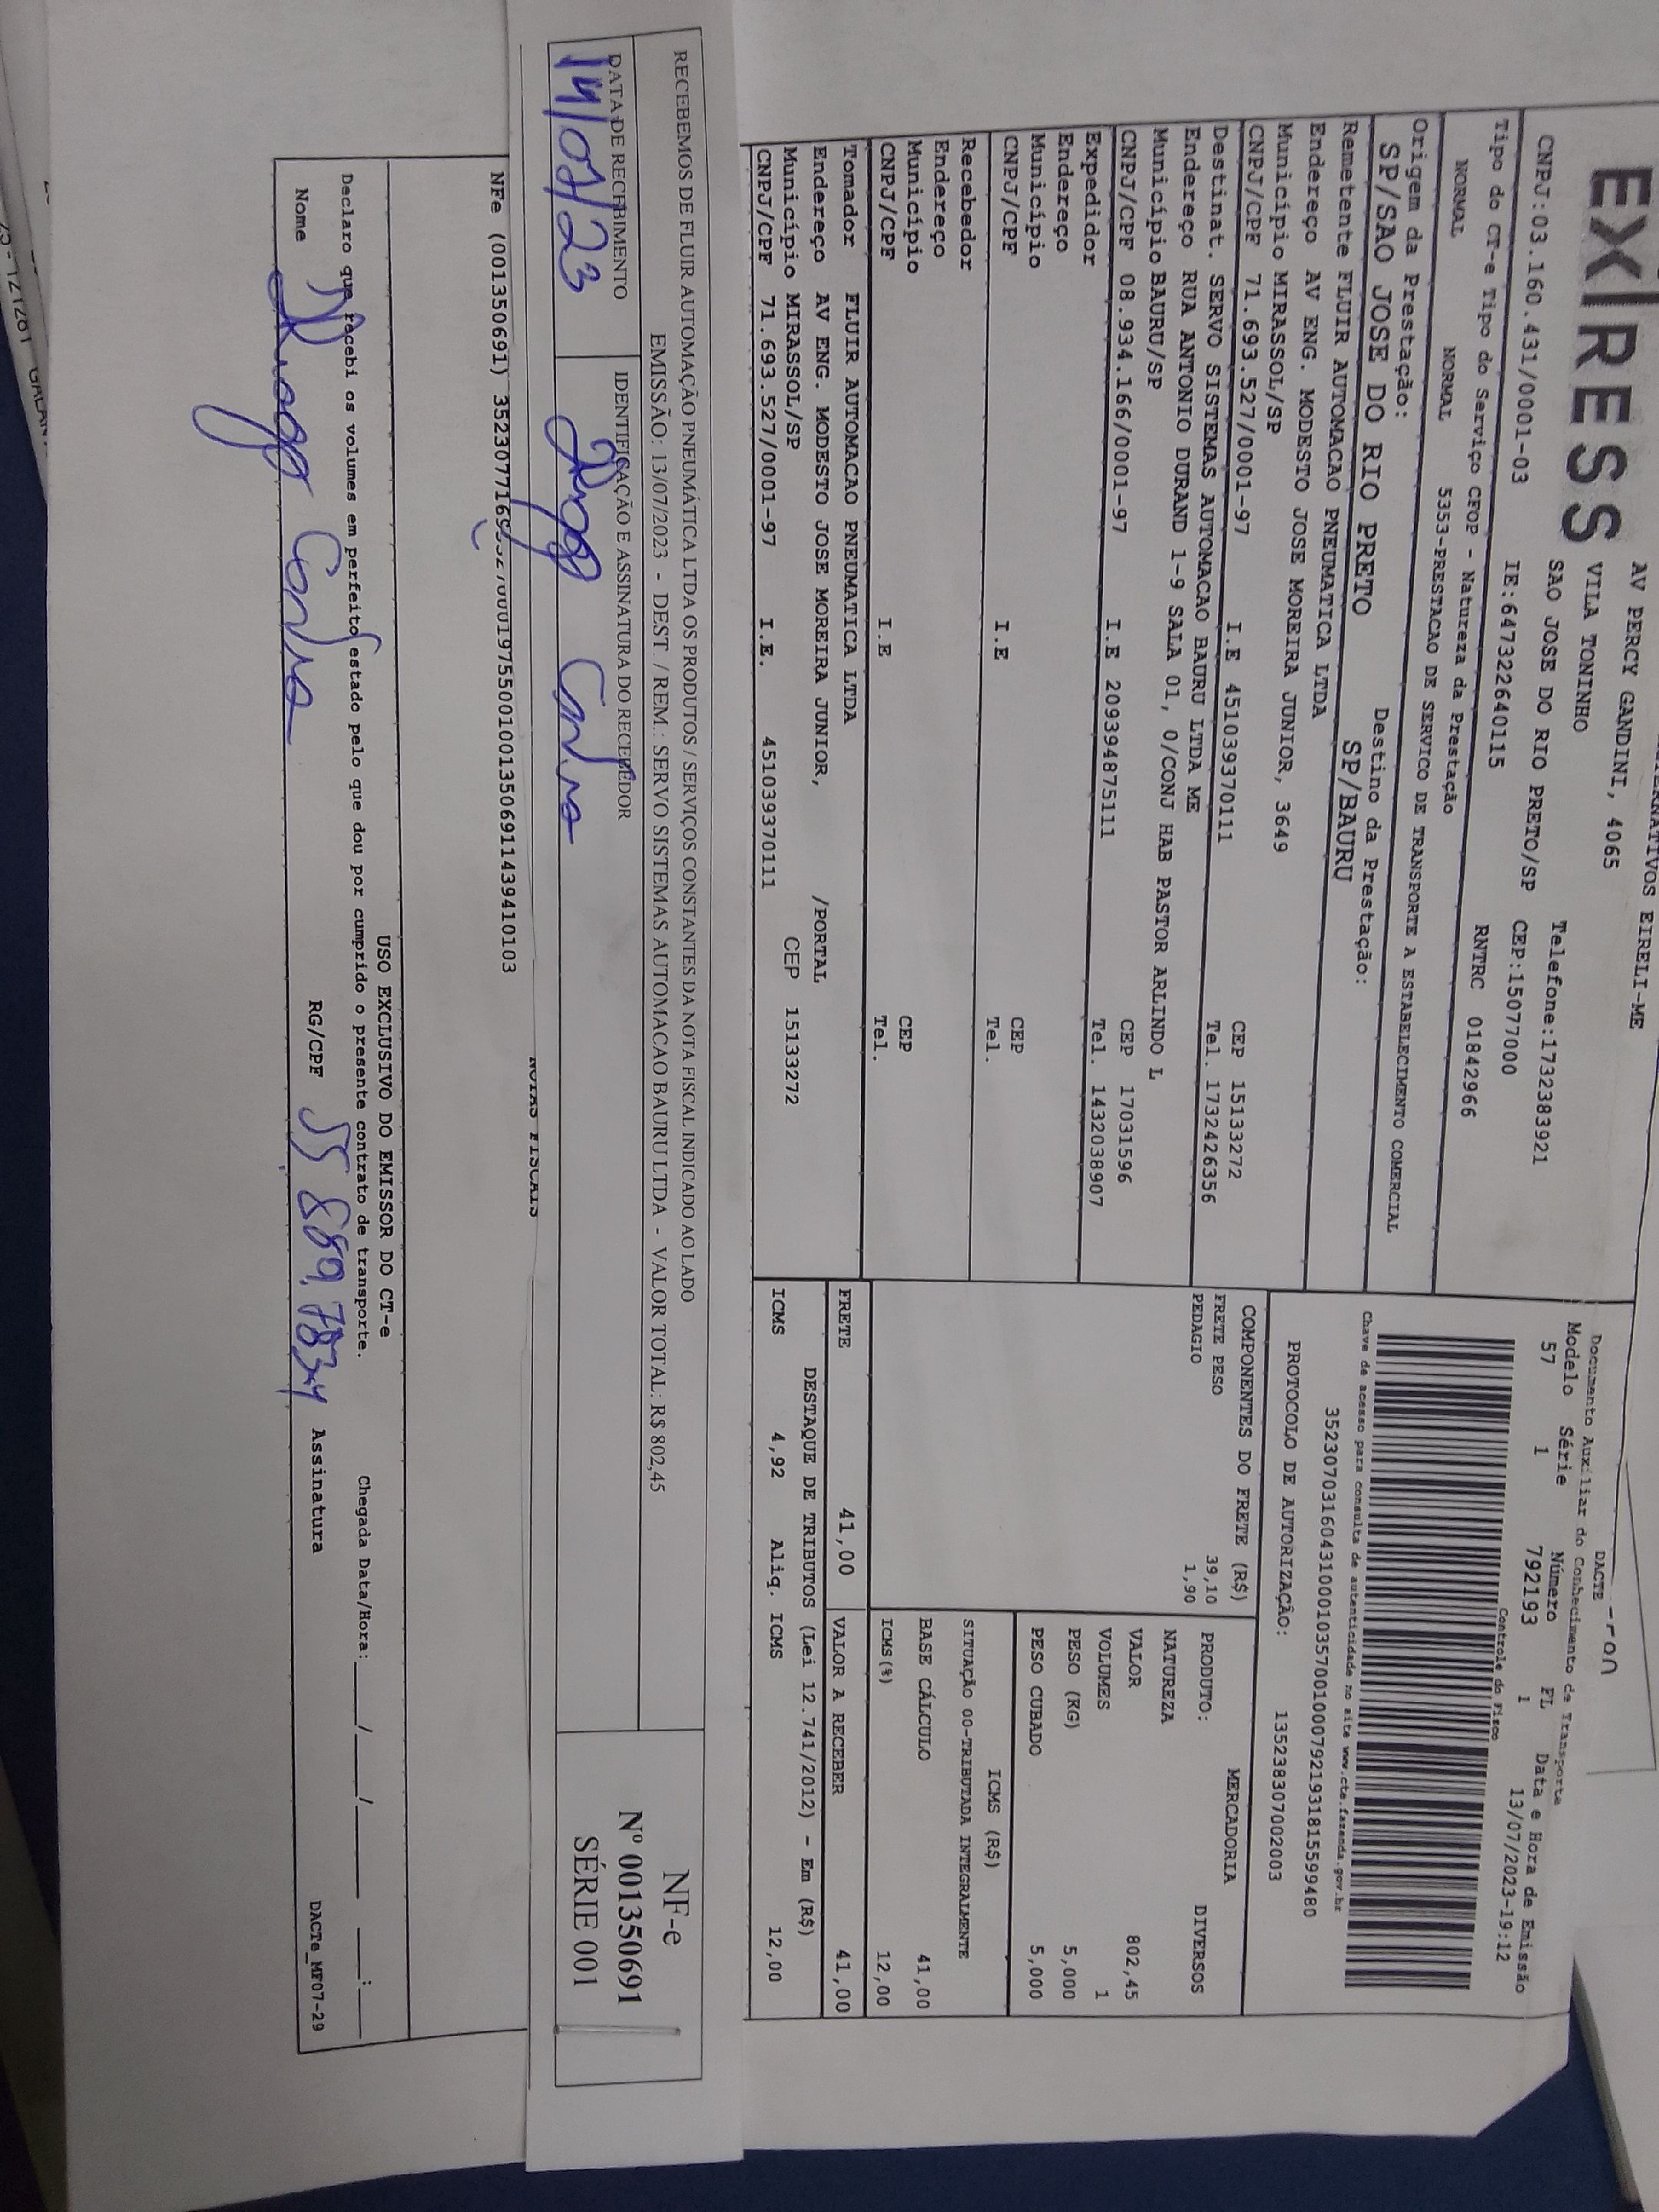 EIRELI-ME
EXPRESS
AV PERCY GANDINI, 4065
VILA TONINHO
SAO JOSE DO RIO PRETO/SP Telefone:1732383921
CNPJ:03.160.431/0001-03 IE:647322640115 CEP:15077000
RNTRC 01842966
Tipo do CT-e Tipo do Serviço CFOP - Natureza da Prestação
NORMAL NORMAL 5353-PRESTACAO DE SERVICO DE TRANSPORTE A ESTABELECIMENTO COMERCIAL
Origem da Prestação: Destino da Prestação:
SP/SAO JOSE DO RIO PRETO SP/BAURU
DACTE
Documento Auxiliar do Conhecimento de Transporte
Modelo Série Número FL Data e Hora de Emissão
57 1 792193 1 13/07/2023-19:12
Controle do Fisco
Chave de acesso para consulta de autenticidade no site www.cte.fazenda.gov.br
35230703160431000103570010007921931815599480
PROTOCOLO DE AUTORIZAÇÃO: 135238307002003
Remetente FLUIR AUTOMACAO PNEUMATICA LTDA
Endereço AV ENG. MODESTO JOSE MOREIRA JUNIOR, 3649
Município MIRASSOL/SP CEP 15133272
CNPJ/CPF 71.693.527/0001-97 I.E 451039370111 Tel. 1732426356
Destinat. SERVO SISTEMAS AUTOMACAO BAURU LTDA ME
Endereço RUA ANTONIO DURAND 1-9 SALA 01, 0/CONJ HAB PASTOR ARLINDO L
Município BAURU/SP CEP 17031596
CNPJ/CPF 08.934.166/0001-97 I.E 209394875111 Tel. 1432038907
Expedidor
Endereço
Município CEP
CNPJ/CPF I.E Tel.
Recebedor
Endereço
Município CEP
CNPJ/CPF I.E Tel.
Tomador FLUIR AUTOMACAO PNEUMATICA LTDA
Endereço AV ENG. MODESTO JOSE MOREIRA JUNIOR, /PORTAL
Município MIRASSOL/SP CEP 15133272
CNPJ/CPF 71.693.527/0001-97 I.E. 451039370111
COMPONENTES DO FRETE (R$)
FRETE PESO 39,10
PEDAGIO 1,90
MERCADORIA
PRODUTO: DIVERSOS
NATUREZA
VALOR 802,45
VOLUMES 1
PESO (KG) 5,000
PESO CUBADO 5,000
ICMS (R$)
SITUAÇÃO 00-TRIBUTADA INTEGRALMENTE
BASE CÁLCULO 41,00
ICMS(%) 12,00
FRETE 41,00 VALOR A RECEBER 41,00
DESTAQUE DE TRIBUTOS (Lei 12.741/2012) - Em (R$)
ICMS 4,92 Aliq. ICMS 12,00
RECEBEMOS DE FLUIR AUTOMAÇÃO PNEUMÁTICA LTDA OS PRODUTOS / SERVIÇOS CONSTANTES DA NOTA FISCAL INDICADO AO LADO
EMISSÃO: 13/07/2023 - DEST / REM.: SERVO SISTEMAS AUTOMACAO BAURU LTDA - VALOR TOTAL: R$ 802,45
DATA DE RECEBIMENTO IDENTIFICAÇÃO E ASSINATURA DO RECEBEDOR
14/07/23
NF-e
Nº 001350691
SÉRIE 001
NOTAS FISCAIS
NFe (001350691)
USO EXCLUSIVO DO EMISSOR DO CT-e
Declaro que recebi os volumes em perfeito estado pelo que dou por cumprido o presente contrato de transporte. Chegada Data/Hora:____/____/____ __:__
Nome RG/CPF Assinatura DACTe_MF07-29